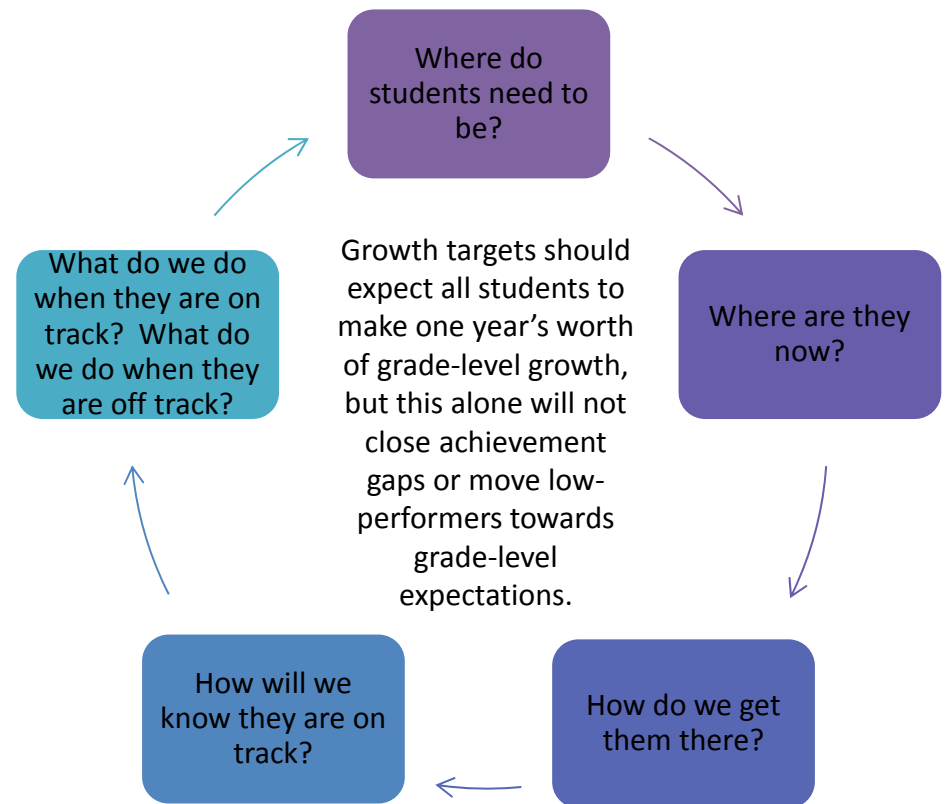 Where do
students need to
be?
Where are they
now?
How do we get
them there?
How will we
know they are on
track?
What do we do
when they are on
track?  What do
we do when they
are off track?
Growth targets should
expect all students to
make one year’s worth
of grade-level growth,
but this alone will not
close achievement
gaps or move low-
performers towards
grade-level
expectations.